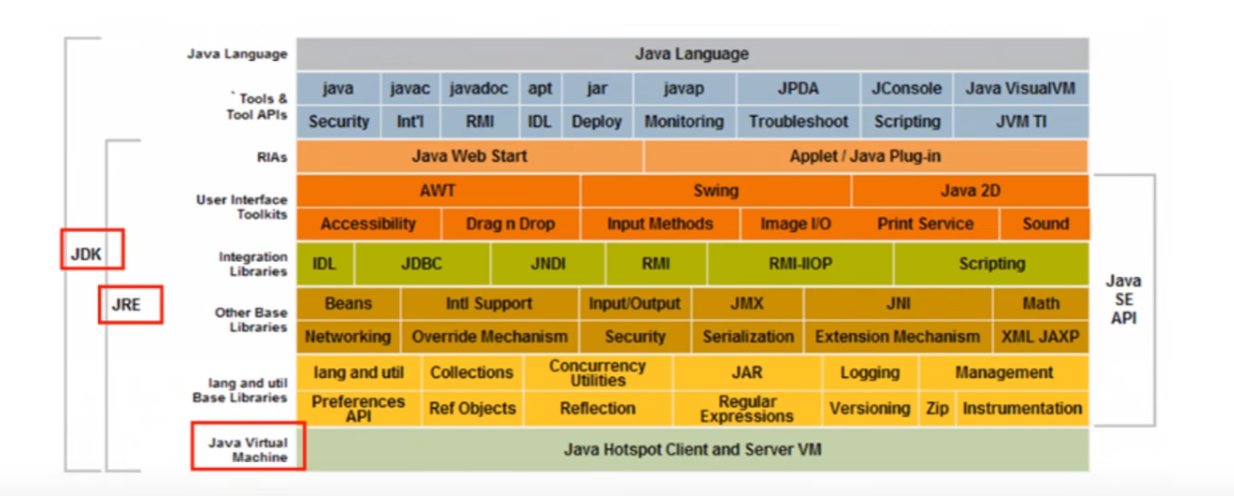 Java Language
Java Language
` Tools &
Tool APIs
java javac javadoc apt jar javap JPDA JConsole Java VisualVM
Security Int'l RMI IDL Deploy Monitoring Troubleshoot Scripting JVM TI
RIAs
Java Web Start Applet / Java Plug-in
User Interface
Toolkits
AWT Swing Java 2D
Accessibility Drag n Drop Input Methods Image I/O Print Service Sound
Integration
Libraries
IDL JDBC JNDI RMI RMI-IIOP Scripting
Other Base
Libraries
Beans Intl Support Input/Output JMX JNI Math
Networking Override Mechanism Security Serialization Extension Mechanism XML JAXP
lang and util
Base Libraries
lang and util Collections Concurrency
Utilities JAR Logging Management
Preferences
API Ref Objects Reflection Regular
Expressions Versioning Zip Instrumentation
Java Virtual
Machine
Java Hotspot Client and Server VM
JDK
JRE
Java
SE
API